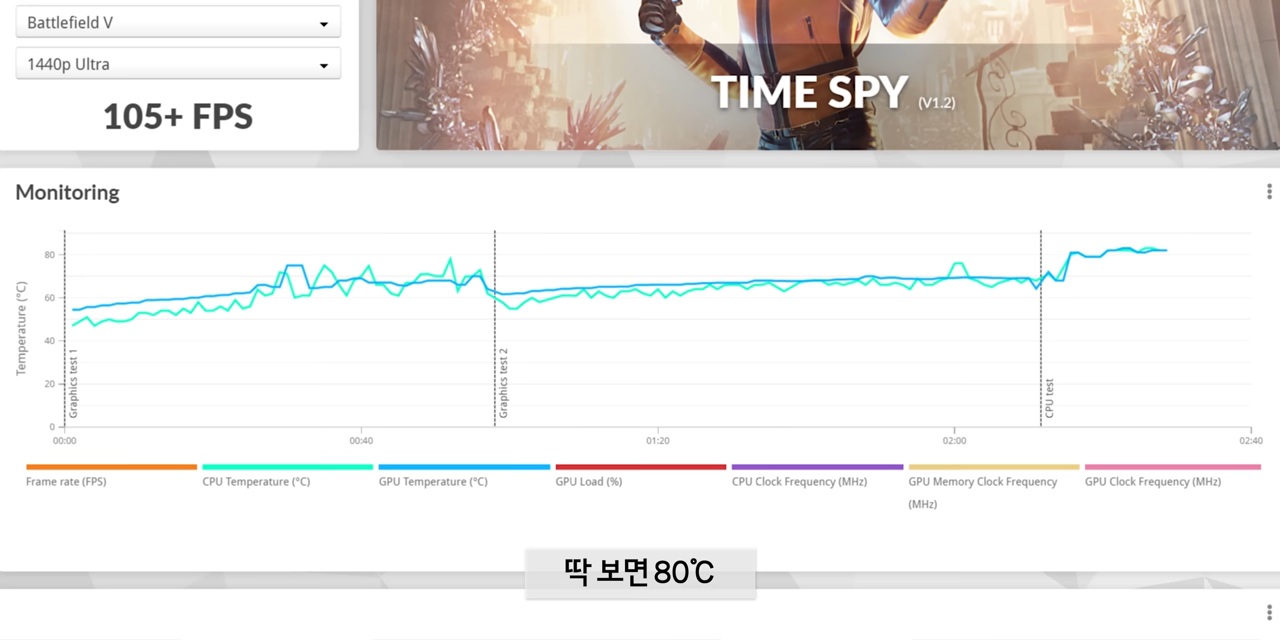 Battlefield V
1440p Ultra
105+ FPS
TIME SPY (V1.2)
Monitoring
Temperature (°C)
80
60
40
20
0
Graphics test 1
Graphics test 2
CPU test
00:00
00:40
01:20
02:00
02:40
Frame rate (FPS)
CPU Temperature (°C)
GPU Temperature (°C)
GPU Load (%)
CPU Clock Frequency (MHz)
GPU Memory Clock Frequency
(MHz)
GPU Clock Frequency (MHz)
딱 보면 80℃